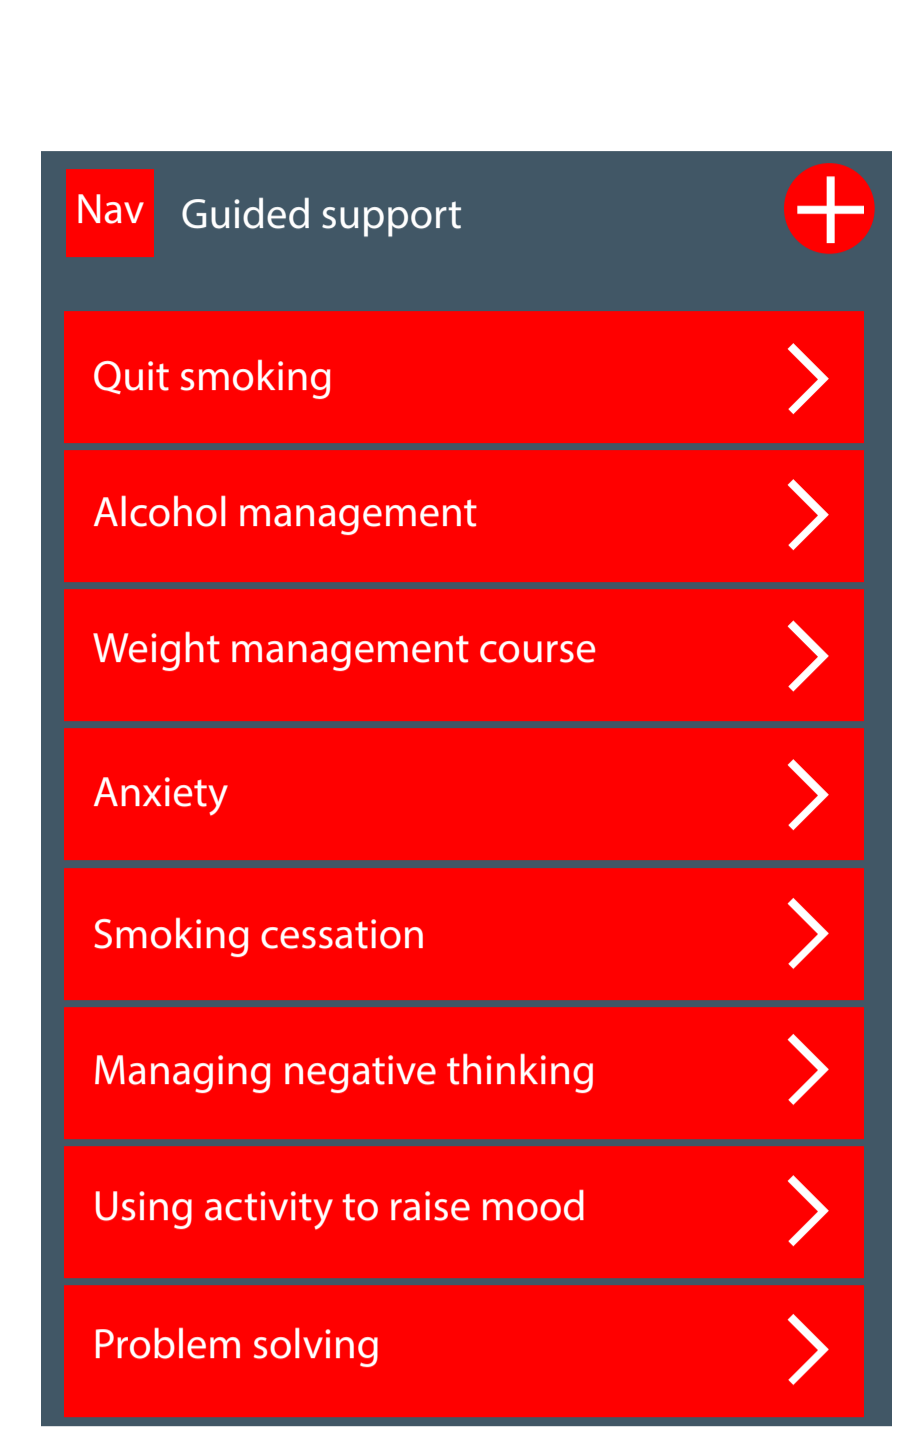 Nav Guided support
Quit smoking
Alcohol management
Weight management course
Anxiety
Smoking cessation
Managing negative thinking
Using activity to raise mood
Problem solving